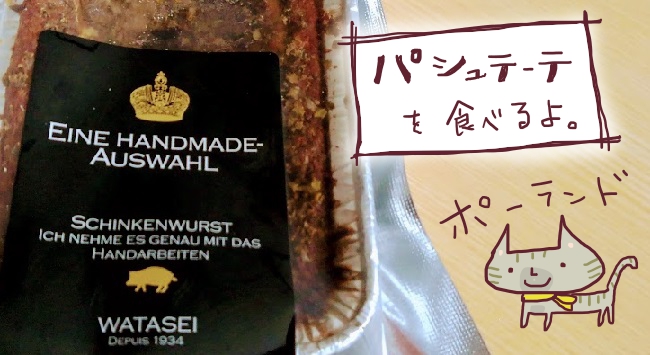 EINE HANDMADE-
AUSWAHL
SCHINKENWURST
ICH NEHME ES GENAU MIT DAS
HANDARBEITEN
WATASEI
DEPUIS 1934
パシュテーテ
を食べるよ。
ポーランド